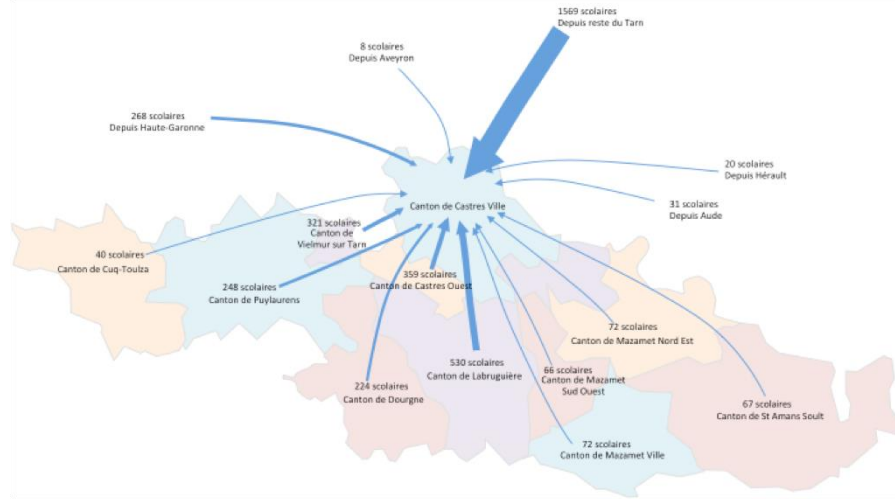 1569 scolaires
Depuis reste du Tarn
8 scolaires
Depuis Aveyron
268 scolaires
Depuis Haute-Garonne
20 scolaires
Depuis Hérault
31 scolaires
Depuis Aude
Canton de Castres Ville
321 scolaires
Canton de
Vielmur sur Tarn
40 scolaires
Canton de Cuq-Toulza
248 scolaires
Canton de Puylaurens
359 scolaires
Canton de Castres Ouest
72 scolaires
Canton de Mazamet Nord Est
224 scolaires
Canton de Dourgne
530 scolaires
Canton de Labruguière
66 scolaires
Canton de Mazamet
Sud Ouest
67 scolaires
Canton de St Amans Soult
72 scolaires
Canton de Mazamet Ville